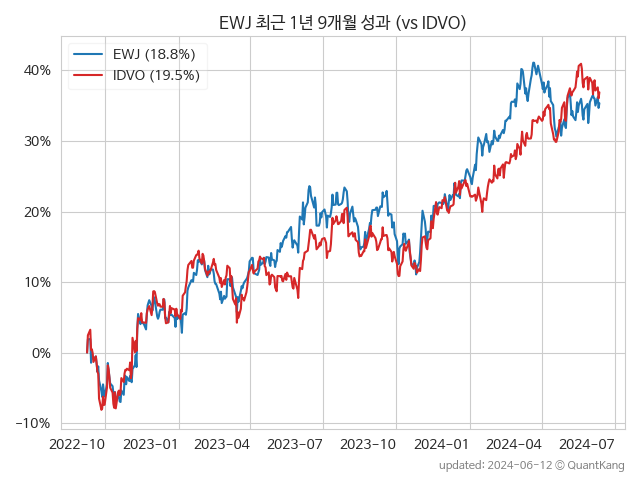 EWJ 최근 1년 9개월 성과 (vs IDVO)
EWJ (18.8%)
IDVO (19.5%)
40%
30%
20%
10%
0%
−10%
2022−10 2023−01 2023−04 2023−07 2023−10 2024−01 2024−04 2024−07
updated: 2024-06-12 © QuantKang